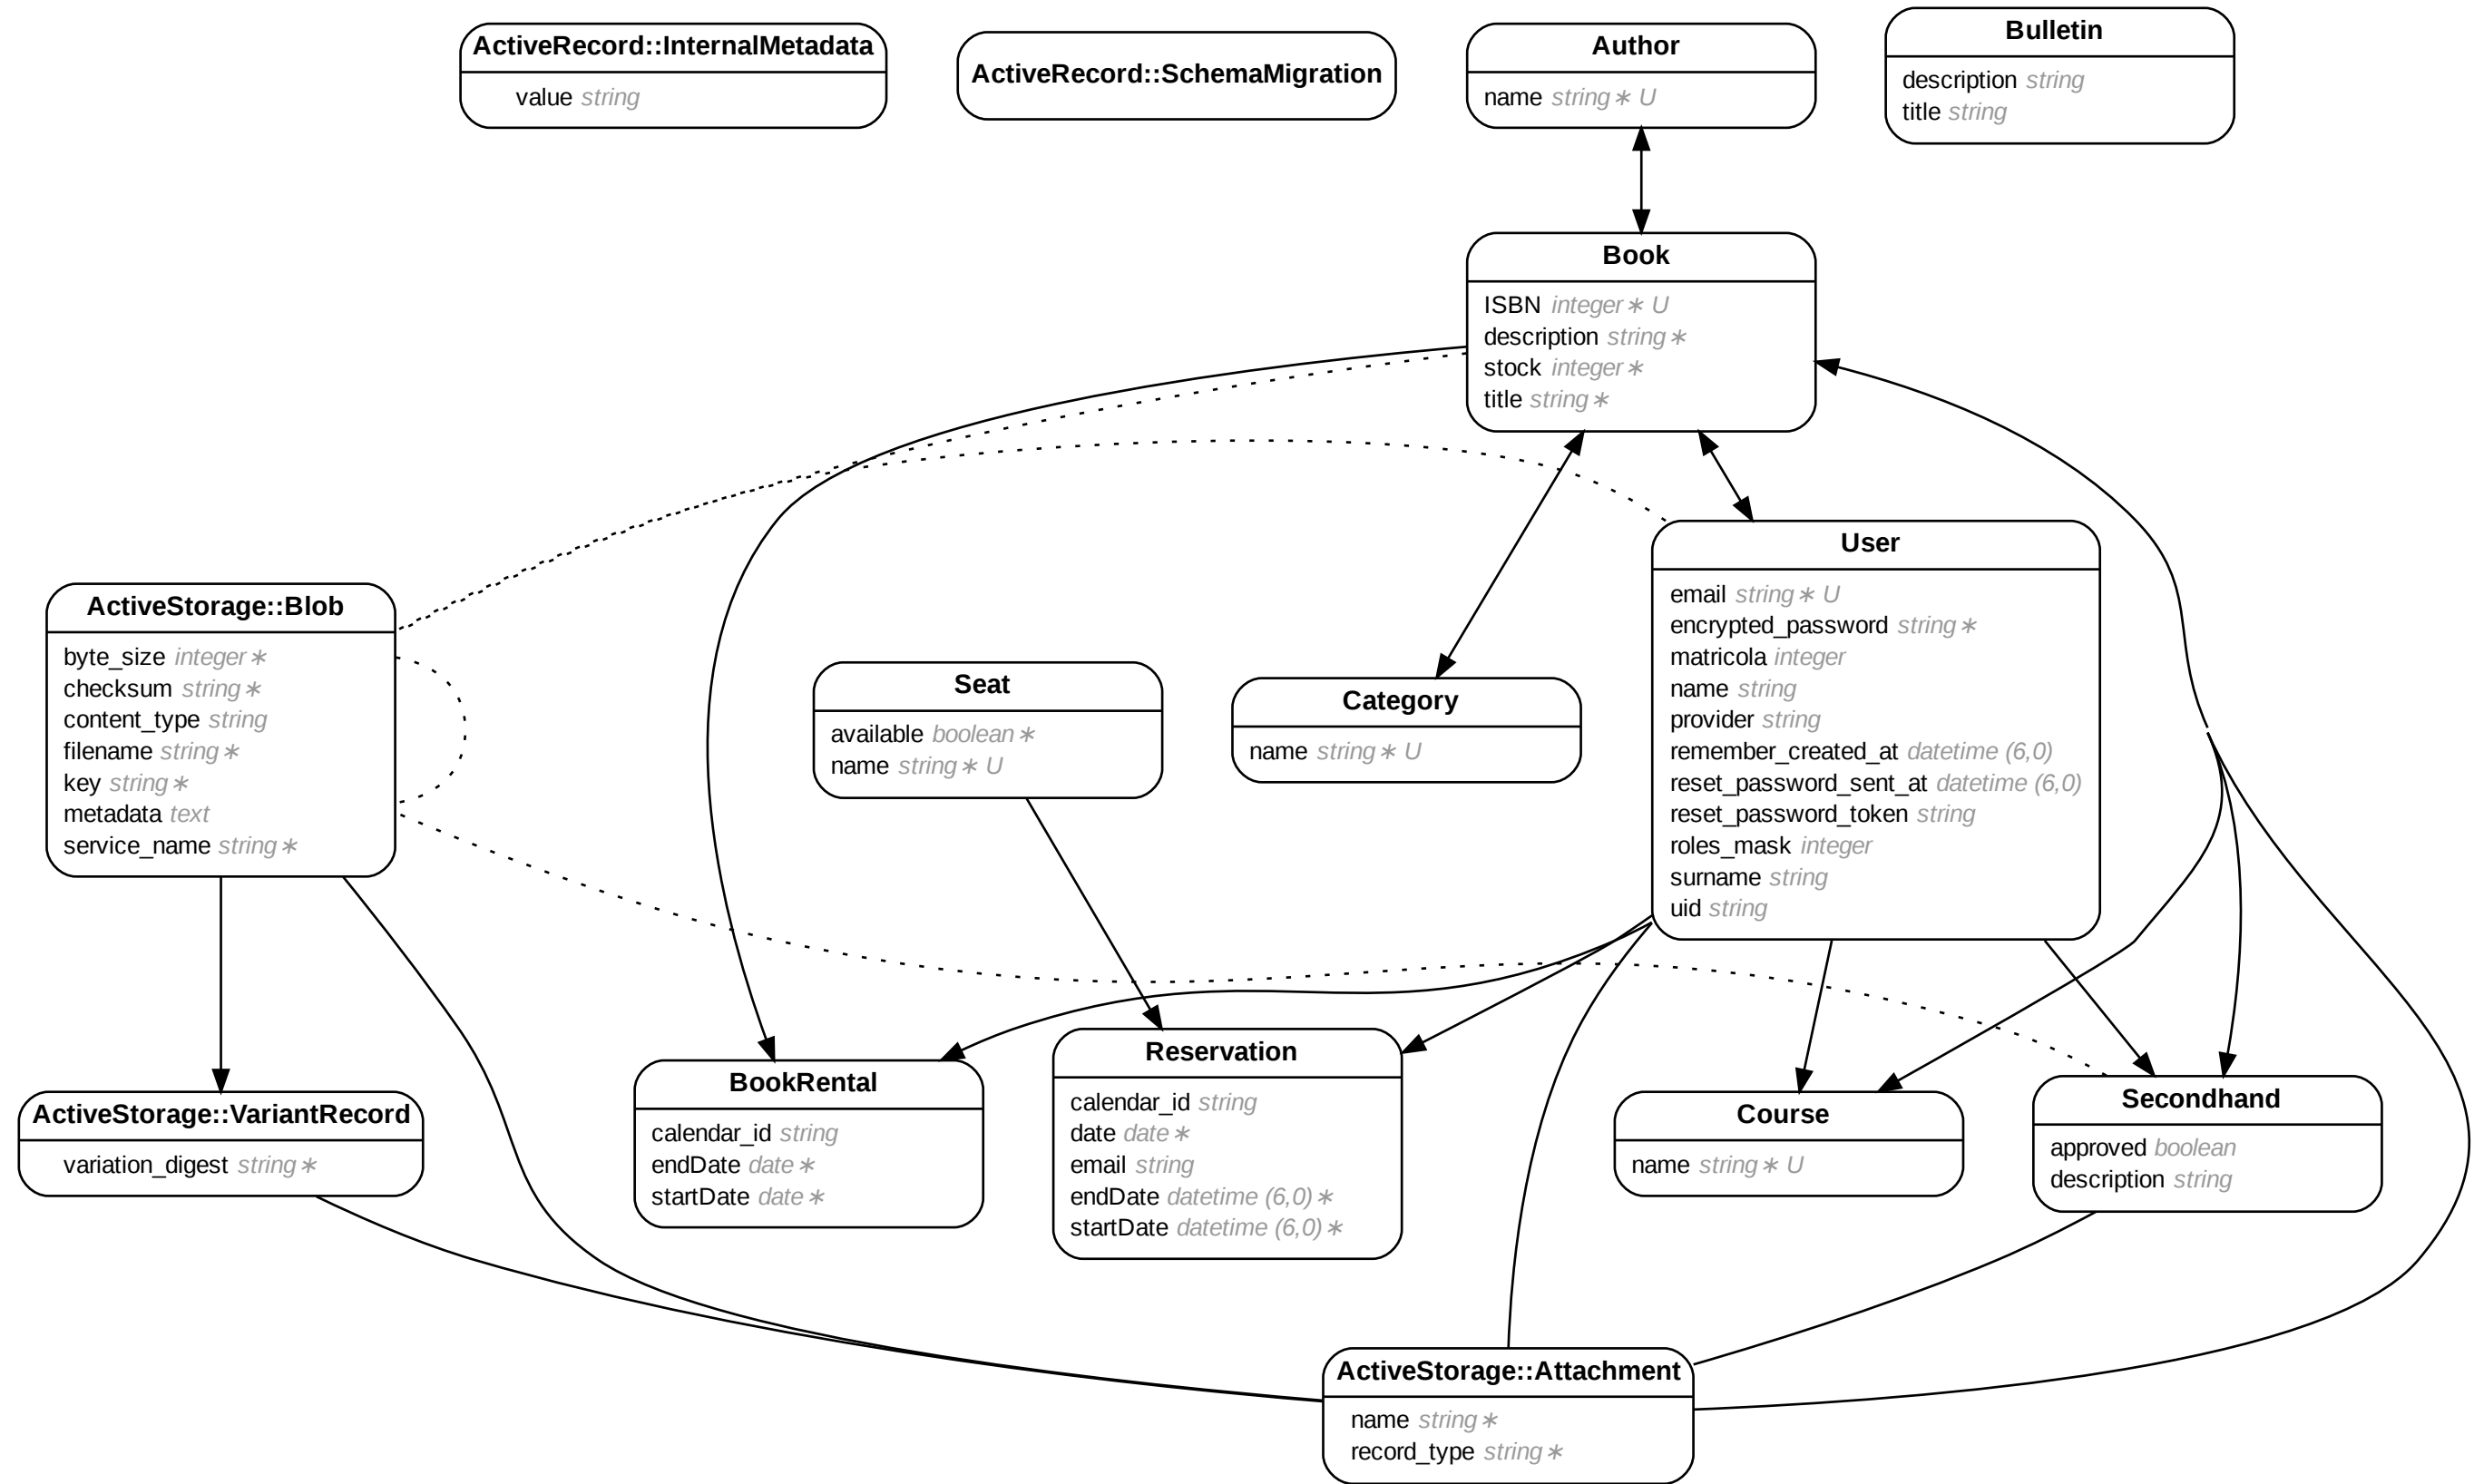 ActiveRecord::InternalMetadata
value string
ActiveRecord::SchemaMigration
Author
name string ∗ U
Bulletin
description string
title string
Book
ISBN integer ∗ U
description string ∗
stock integer ∗
title string ∗
User
email string ∗ U
encrypted_password string ∗
matricola integer
name string
provider string
remember_created_at datetime (6,0)
reset_password_sent_at datetime (6,0)
reset_password_token string
roles_mask integer
surname string
uid string
ActiveStorage::Blob
byte_size integer ∗
checksum string ∗
content_type string
filename string ∗
key string ∗
metadata text
service_name string ∗
Seat
available boolean ∗
name string ∗ U
Category
name string ∗ U
ActiveStorage::VariantRecord
variation_digest string ∗
BookRental
calendar_id string
endDate date ∗
startDate date ∗
Reservation
calendar_id string
date date ∗
email string
endDate datetime (6,0) ∗
startDate datetime (6,0) ∗
Course
name string ∗ U
Secondhand
approved boolean
description string
ActiveStorage::Attachment
name string ∗
record_type string ∗